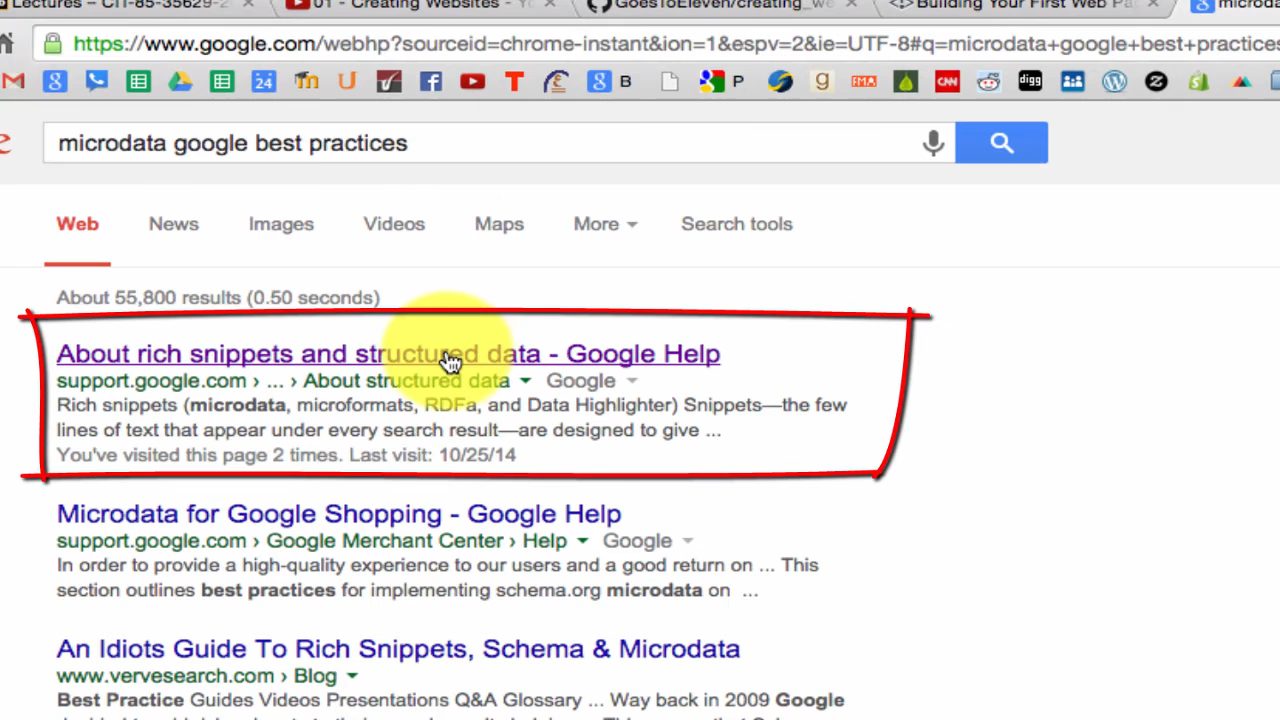 Lectures – CIT-85-35629-2
01 - Creating Websites - Yo
GoesToEleven/creating_we
Building Your First Web Pa
microda
https://www.google.com/webhp?sourceid=chrome-instant&ion=1&espv=2&ie=UTF-8#q=microdata+google+best+practices
24
U
T
B
P
g
SMA
CNN
digg
Z
e
microdata google best practices
Web News Images Videos Maps More Search tools
About 55,800 results (0.50 seconds)
About rich snippets and structured data - Google Help
support.google.com › ... › About structured data Google
Rich snippets (microdata, microformats, RDFa, and Data Highlighter) Snippets—the few
lines of text that appear under every search result—are designed to give ...
You've visited this page 2 times. Last visit: 10/25/14
Microdata for Google Shopping - Google Help
support.google.com › Google Merchant Center › Help Google
In order to provide a high-quality experience to our users and a good return on ... This
section outlines best practices for implementing schema.org microdata on ...
An Idiots Guide To Rich Snippets, Schema & Microdata
www.vervesearch.com › Blog
Best Practice Guides Videos Presentations Q&A Glossary ... Way back in 2009 Google